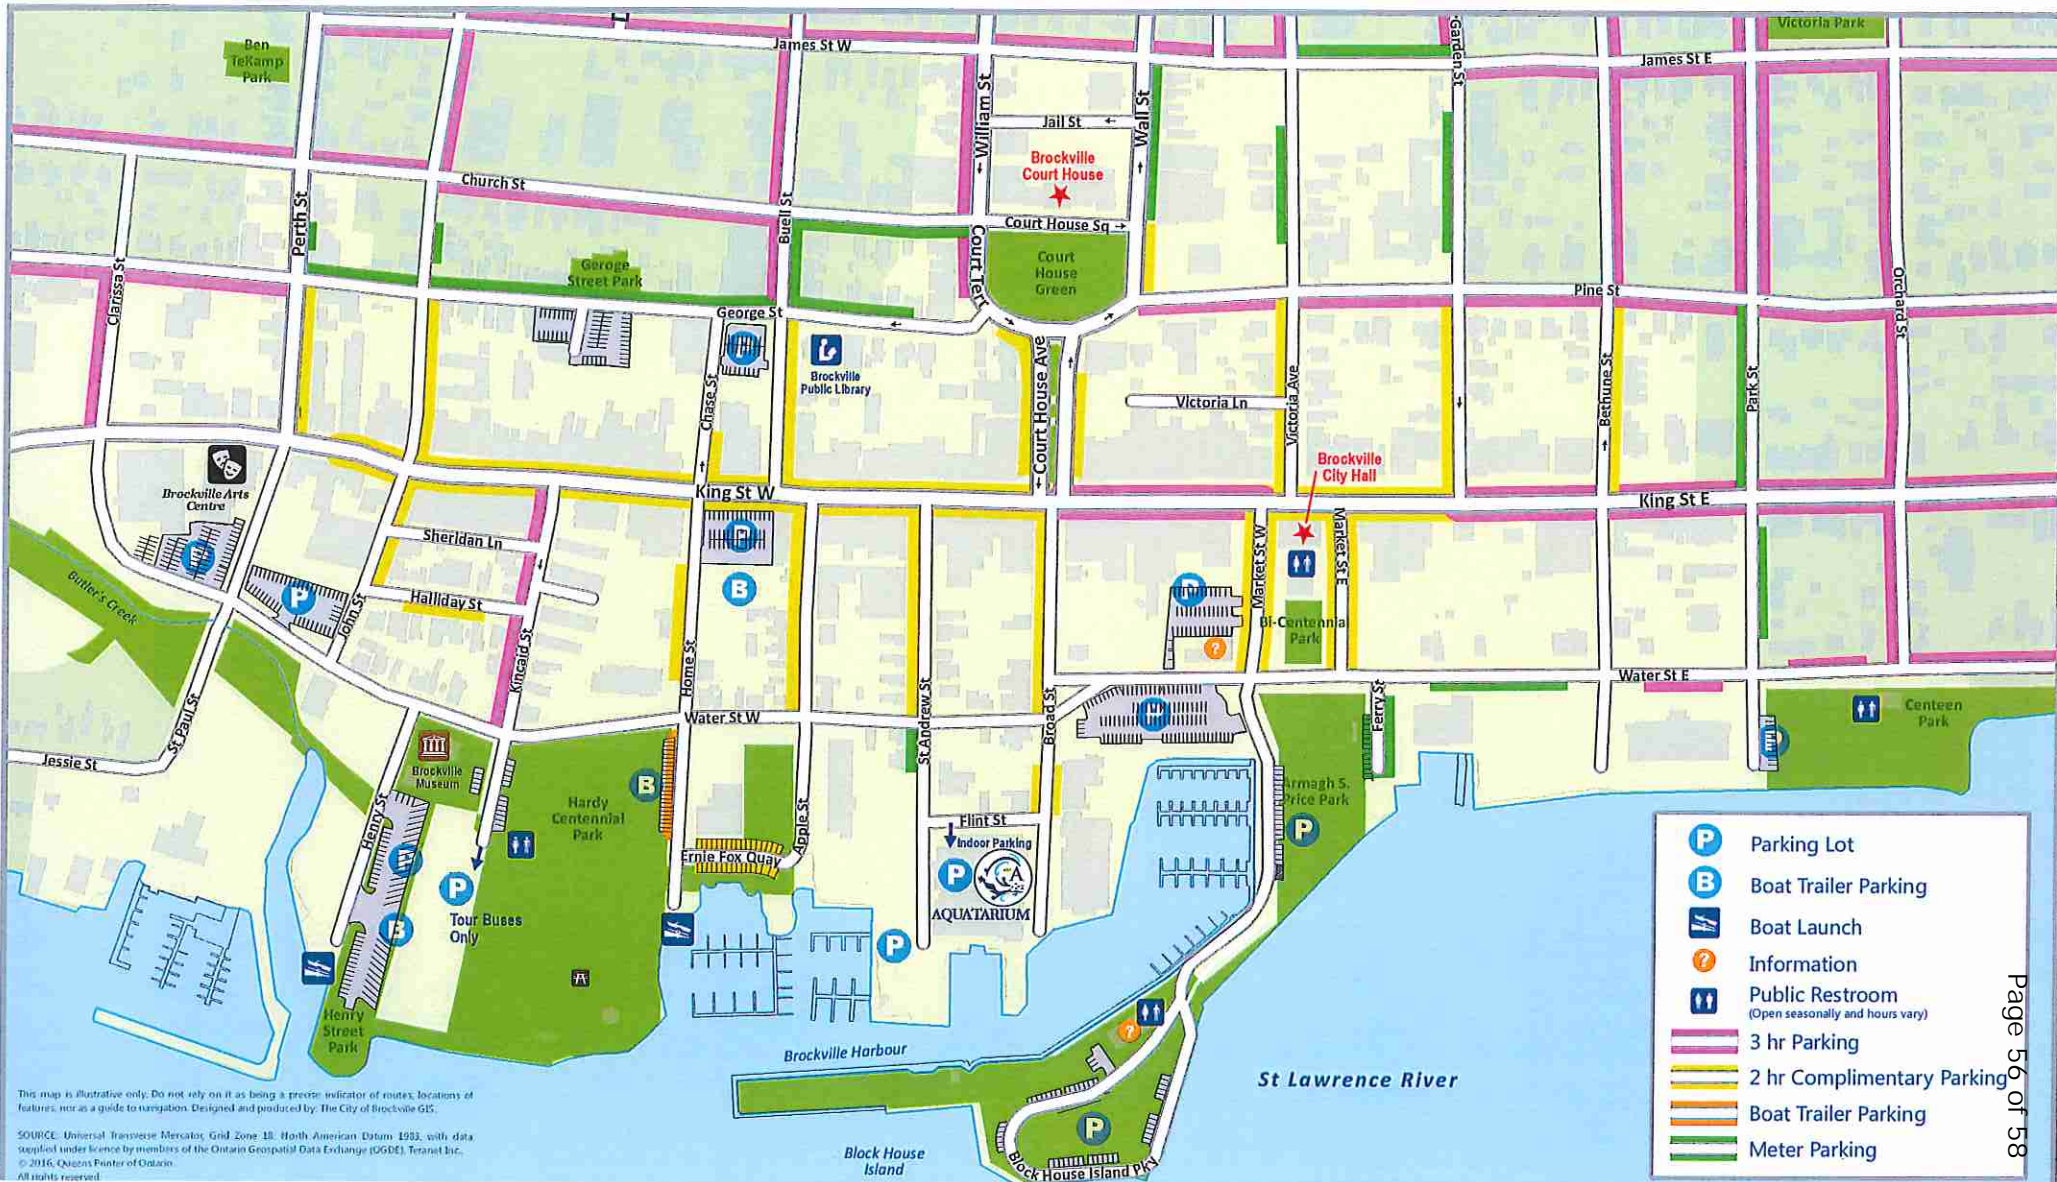 Ben
TeKamp
Park
James St W
Garden St
Victoria Park
James St E
William St
Wall St
Jail St
Brockville
Court House
Church St
Perth St
Buell St
Court House Sq
Court Terr
Court
House
Green
Geroge
Street Park
Clarissa St
Pine St
Orchard St
George St
Brockville
Public Library
Court House Ave
Chase St
Victoria Ln
Victoria Ave
Bethune St
Park St
Brockville
City Hall
Brockville Arts
Centre
King St W
King St E
Sheridan Ln
Market St W
Market St E
Butler's Creek
Halliday St
John St
Kincaid St
Home St
B
P
P
?
Bi-Centennial
Park
St Paul St
Water St W
St Andrew St
Broad St
Water St E
Ferry St
Centeen
Park
Jessie St
Brockville
Museum
Henry St
Hardy
Centennial
Park
B
Apple St
Ernie Fox Quay
Flint St
Indoor Parking
P
AQUATARIUM
Armagh S.
Price Park
P
P
Tour Buses
Only
B
P
Henry
Street
Park
Brockville Harbour
?
St Lawrence River
P
Block House
Island
Block House Island Pky
P Parking Lot
B Boat Trailer Parking
Boat Launch
? Information
Public Restroom
(Open seasonally and hours vary)
3 hr Parking
2 hr Complimentary Parking
Boat Trailer Parking
Meter Parking
Page 56 of 58
This map is illustrative only. Do not rely on it as being a precise indicator of routes, locations of
features, nor as a guide to navigation. Designed and produced by: The City of Brockville GIS.
SOURCE: Universal Transverse Mercator, Grid Zone 18, North American Datum 1983, with data
supplied under licence by members of the Ontario Geospatial Data Exchange (OGDE), Teranet Inc.,
© 2016, Queens Printer of Ontario.
All rights reserved